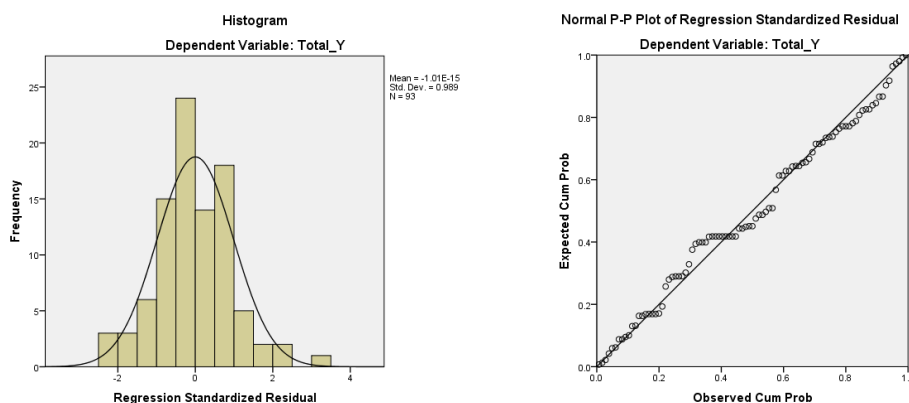 Histogram
Dependent Variable: Total_Y
Mean = -1.01E-15
Std. Dev. = 0.989
N = 93
25
20
15
10
5
0
Frequency
-2
0
2
4
Regression Standardized Residual
Normal P-P Plot of Regression Standardized Residual
Dependent Variable: Total_Y
1.0
0.8
0.6
0.4
0.2
0.0
Expected Cum Prob
0.0
0.2
0.4
0.6
0.8
1.0
Observed Cum Prob